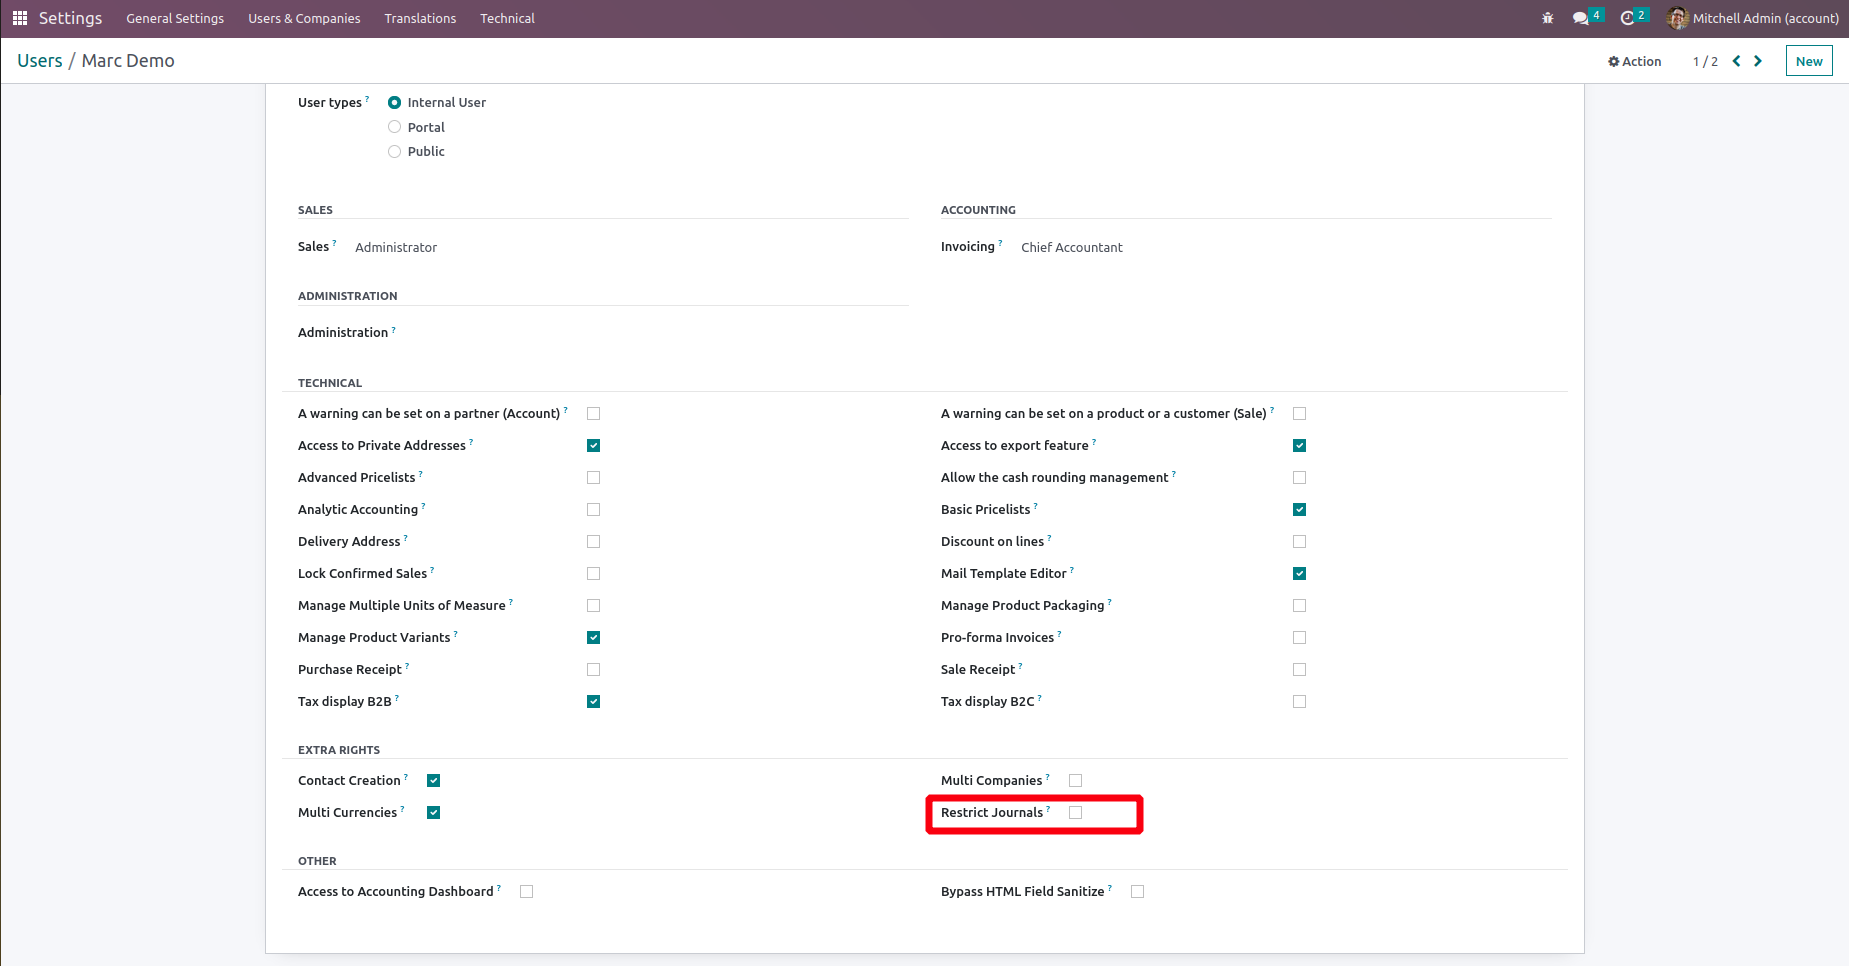 Settings General Settings Users & Companies Translations Technical 4 2 Mitchell Admin (account)
Users / Marc Demo Action 1 / 2 New
User types ? Internal User
Portal
Public
SALES ACCOUNTING
Sales ? Administrator Invoicing ? Chief Accountant
ADMINISTRATION
Administration ?
TECHNICAL
A warning can be set on a partner (Account) ? A warning can be set on a product or a customer (Sale) ?
Access to Private Addresses ? Access to export feature ?
Advanced Pricelists ? Allow the cash rounding management ?
Analytic Accounting ? Basic Pricelists ?
Delivery Address ? Discount on lines ?
Lock Confirmed Sales ? Mail Template Editor ?
Manage Multiple Units of Measure ? Manage Product Packaging ?
Manage Product Variants ? Pro-forma Invoices ?
Purchase Receipt ? Sale Receipt ?
Tax display B2B ? Tax display B2C ?
EXTRA RIGHTS
Contact Creation ? Multi Companies ?
Multi Currencies ? Restrict Journals ?
OTHER
Access to Accounting Dashboard ? Bypass HTML Field Sanitize ?